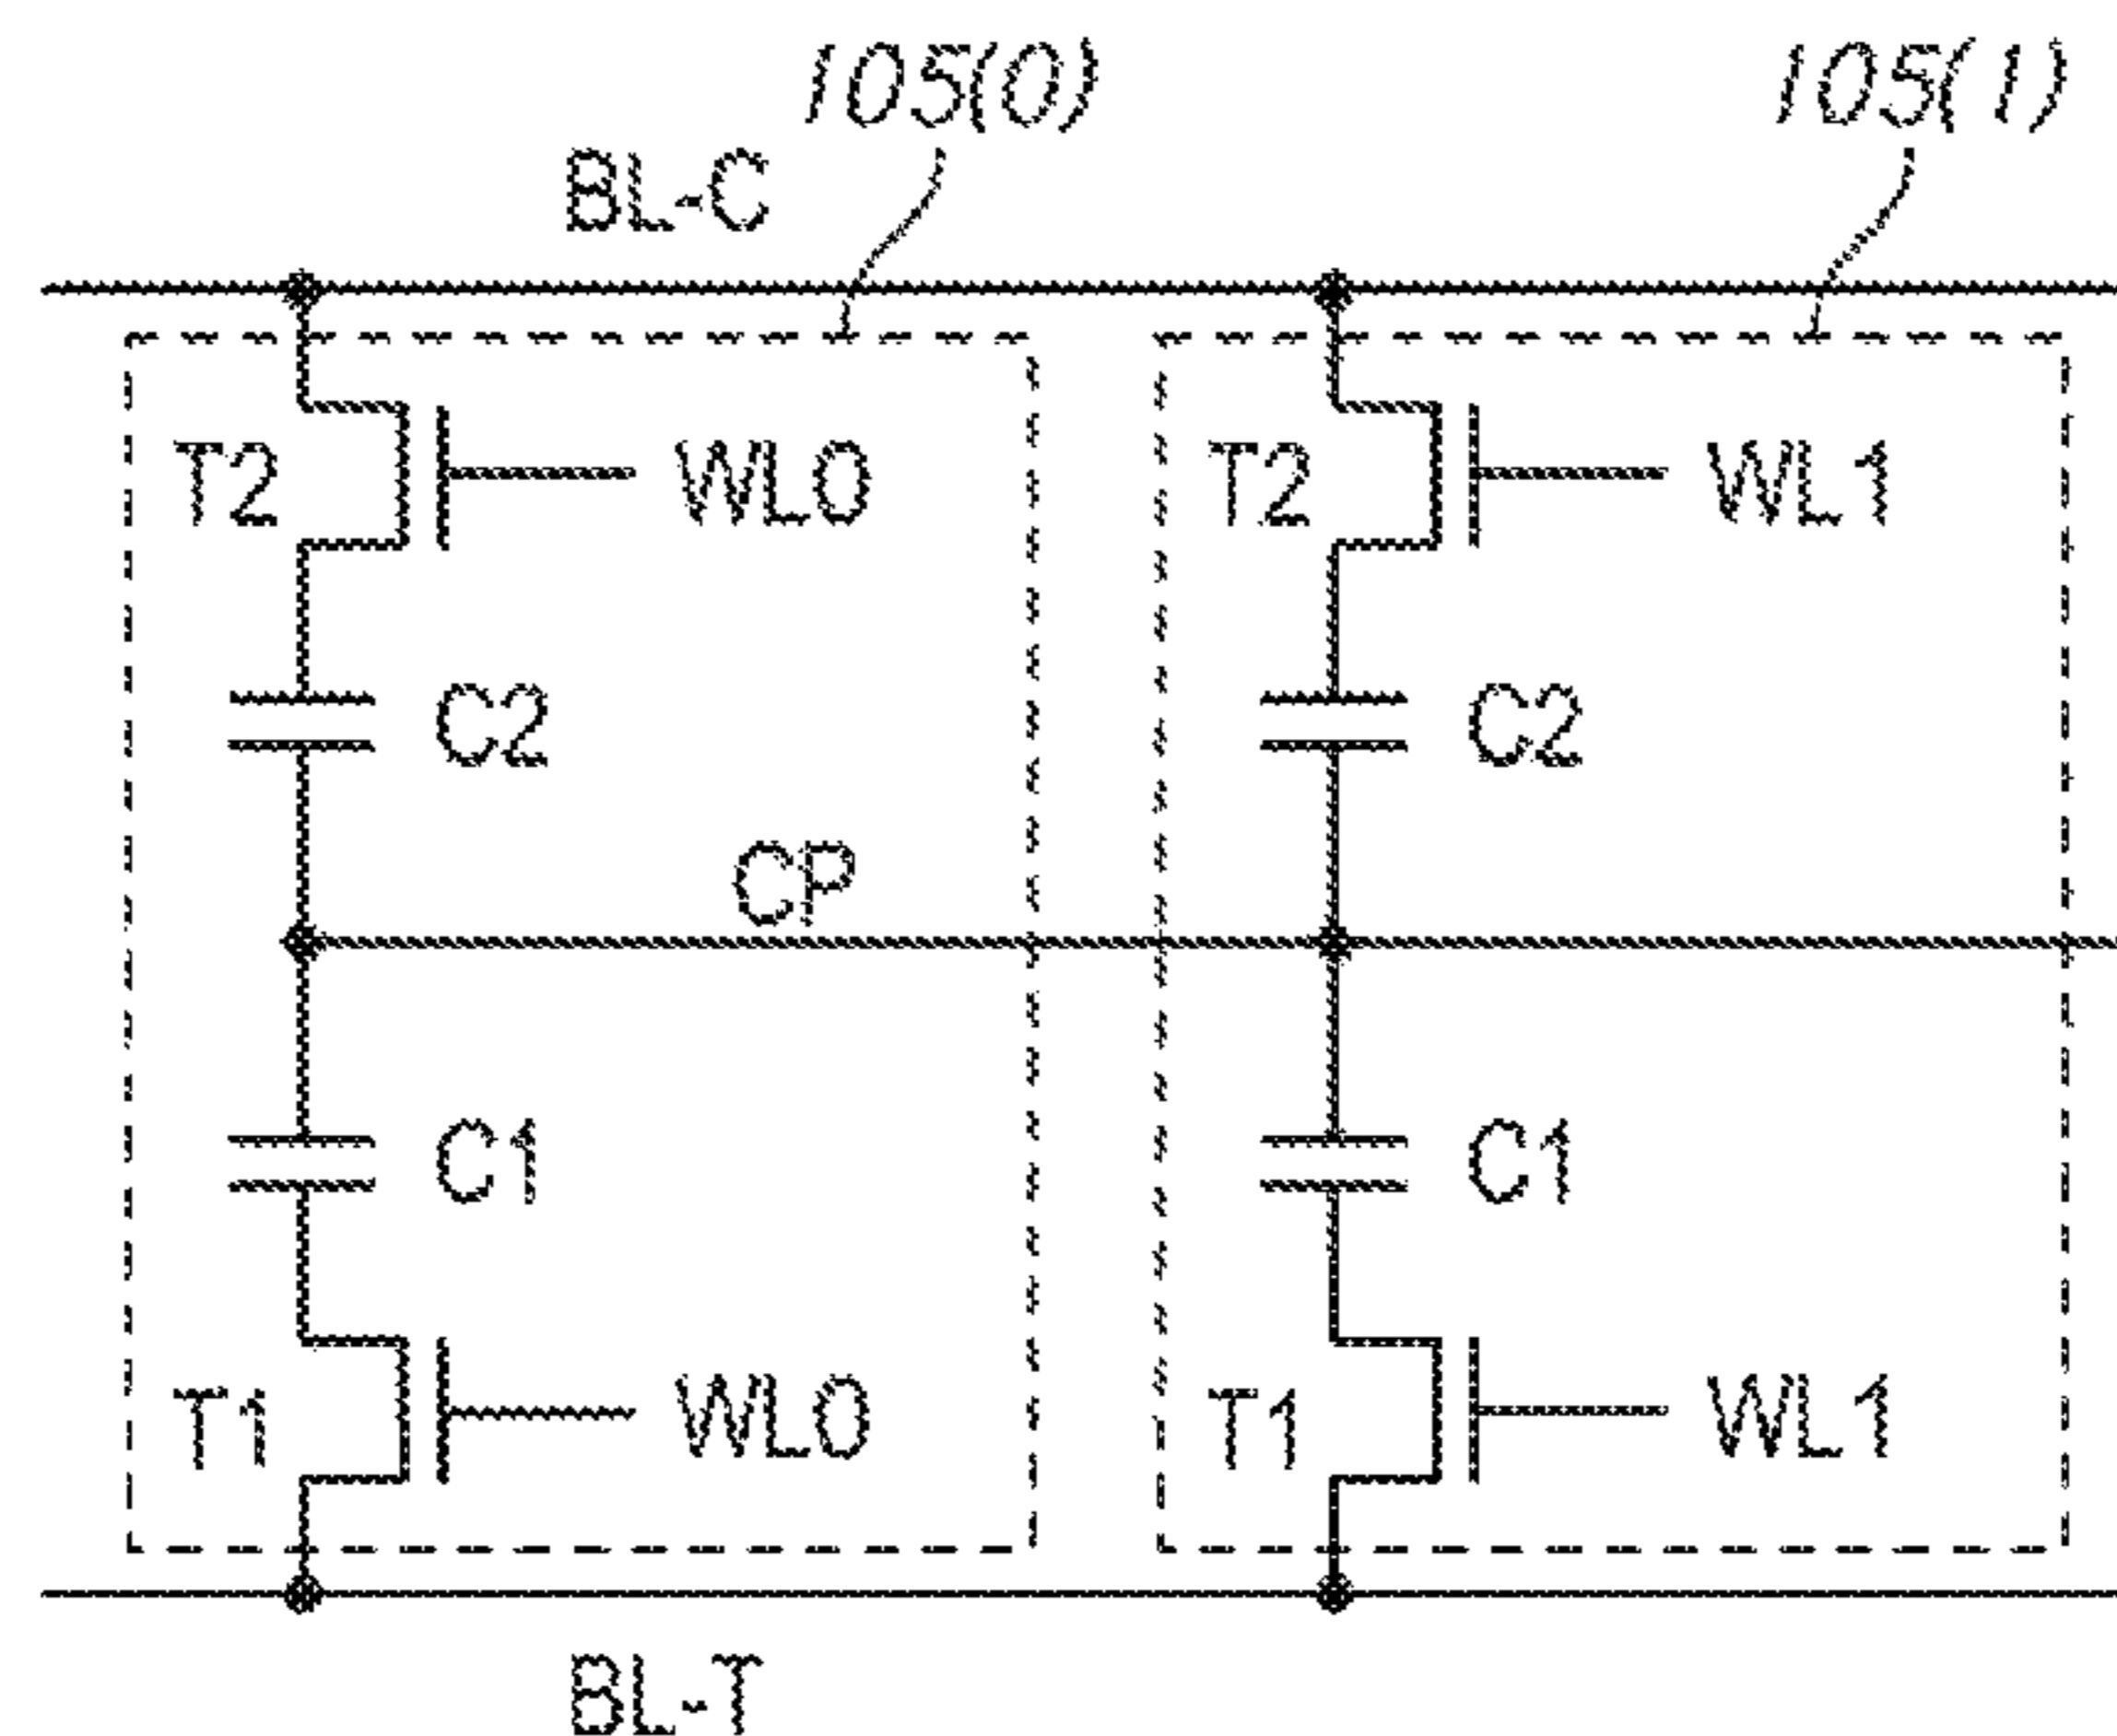 105(0) 105(1)
BL-C
T2 WL0 T2 WL1
C2 C2
CP
C1 C1
T1 WL0 T1 WL1
BL-T